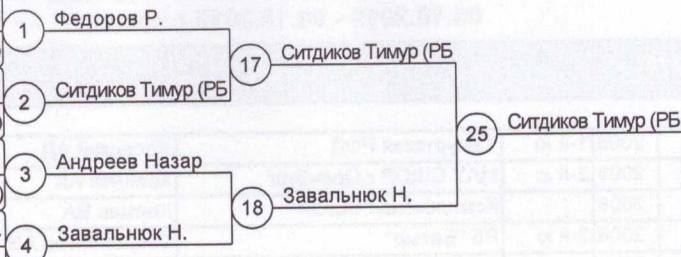 1 Федоров Р.
17 Ситдиков Тимур (РБ
2 Ситдиков Тимур (РБ
25 Ситдиков Тимур (РБ
3 Андреев Назар
18 Завальнюк Н.
4 Завальнюк Н.